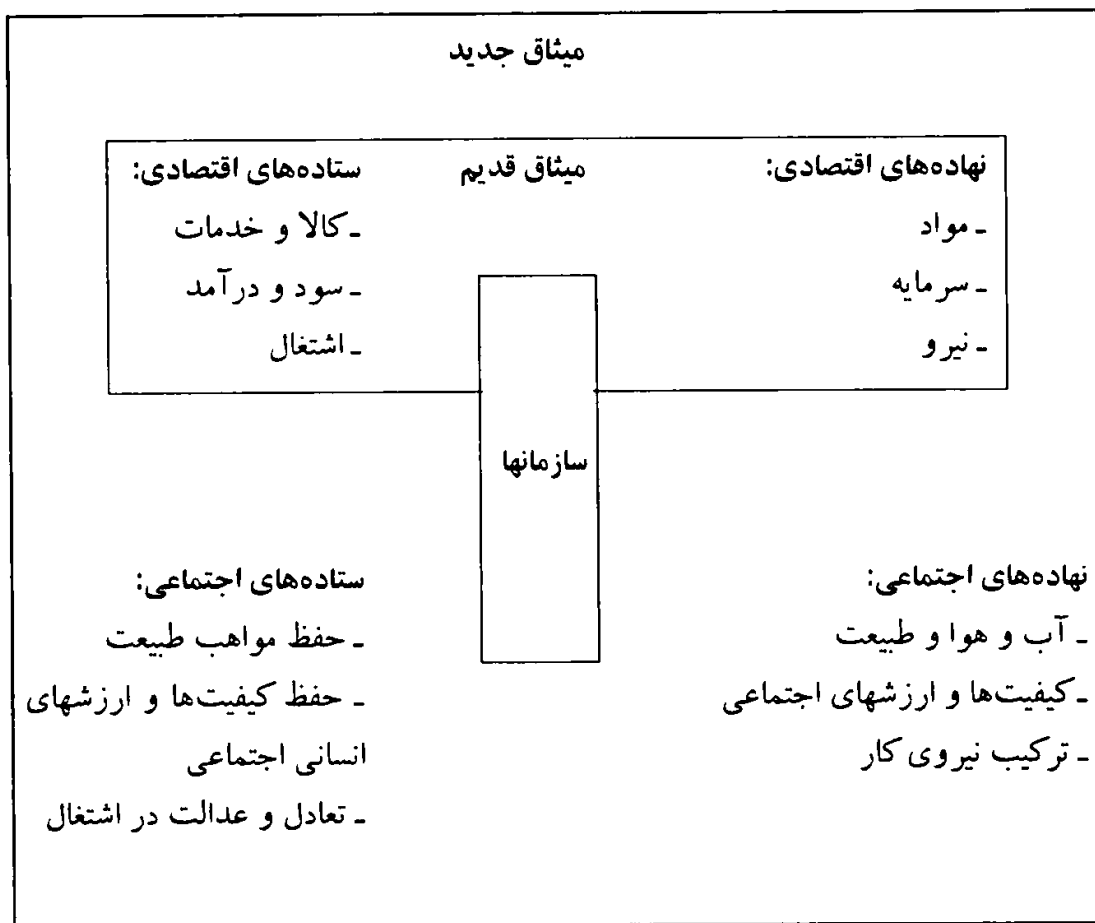 میثاق جدید
نهاده‌های اقتصادی:
ـ مواد
ـ سرمایه
ـ نیرو
میثاق قدیم
ستاده‌های اقتصادی:
ـ کالا و خدمات
ـ سود و درآمد
ـ اشتغال
سازمانها
نهاده‌های اجتماعی:
ـ آب و هوا و طبیعت
ـ کیفیت‌ها و ارزشهای اجتماعی
ـ ترکیب نیروی کار
ستاده‌های اجتماعی:
ـ حفظ مواهب طبیعت
ـ حفظ کیفیت‌ها و ارزشهای
انسانی اجتماعی
ـ تعادل و عدالت در اشتغال